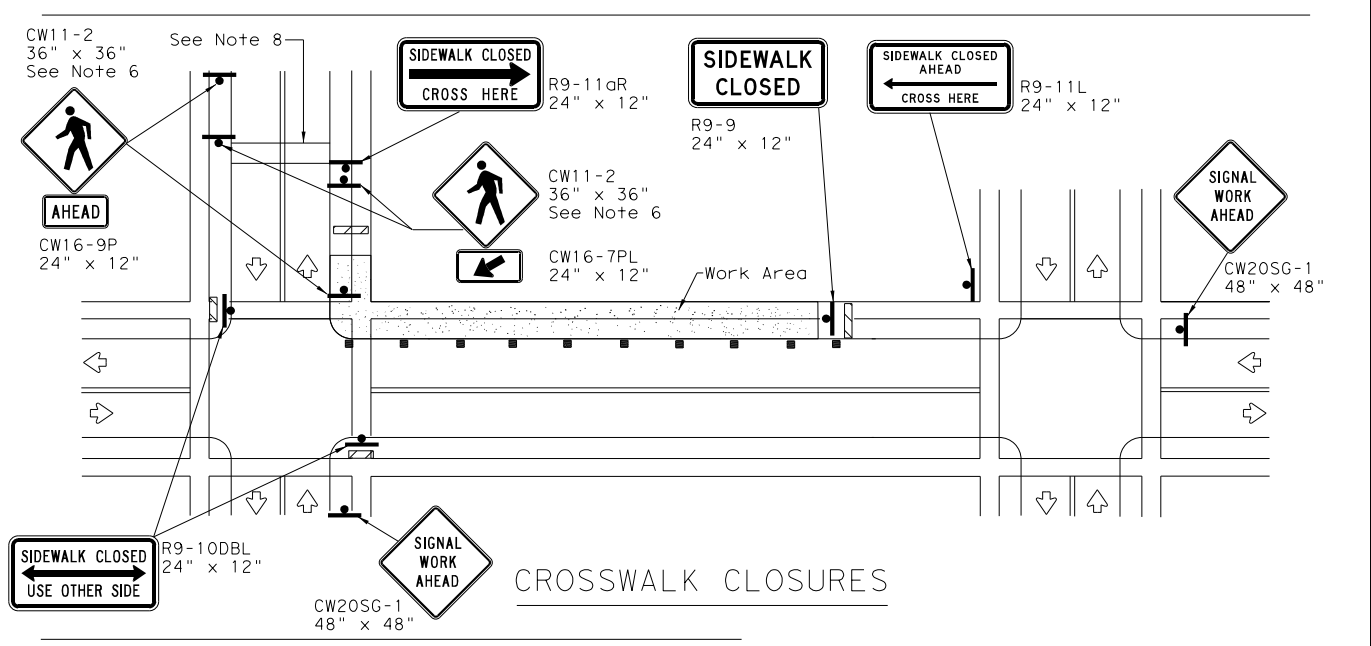 CW11-2
36" x 36"
See Note 6
See Note 8
SIDEWALK CLOSED
CROSS HERE
R9-11aR
24" x 12"
SIDEWALK
CLOSED
R9-9
24" x 12"
SIDEWALK CLOSED
AHEAD
CROSS HERE
R9-11L
24" x 12"
AHEAD
CW16-9P
24" x 12"
CW11-2
36" x 36"
See Note 6
CW16-7PL
24" x 12"
SIGNAL
WORK
AHEAD
CW20SG-1
48" x 48"
Work Area
SIDEWALK CLOSED
USE OTHER SIDE
R9-10DBL
24" x 12"
SIGNAL
WORK
AHEAD
CW20SG-1
48" x 48"
CROSSWALK CLOSURES